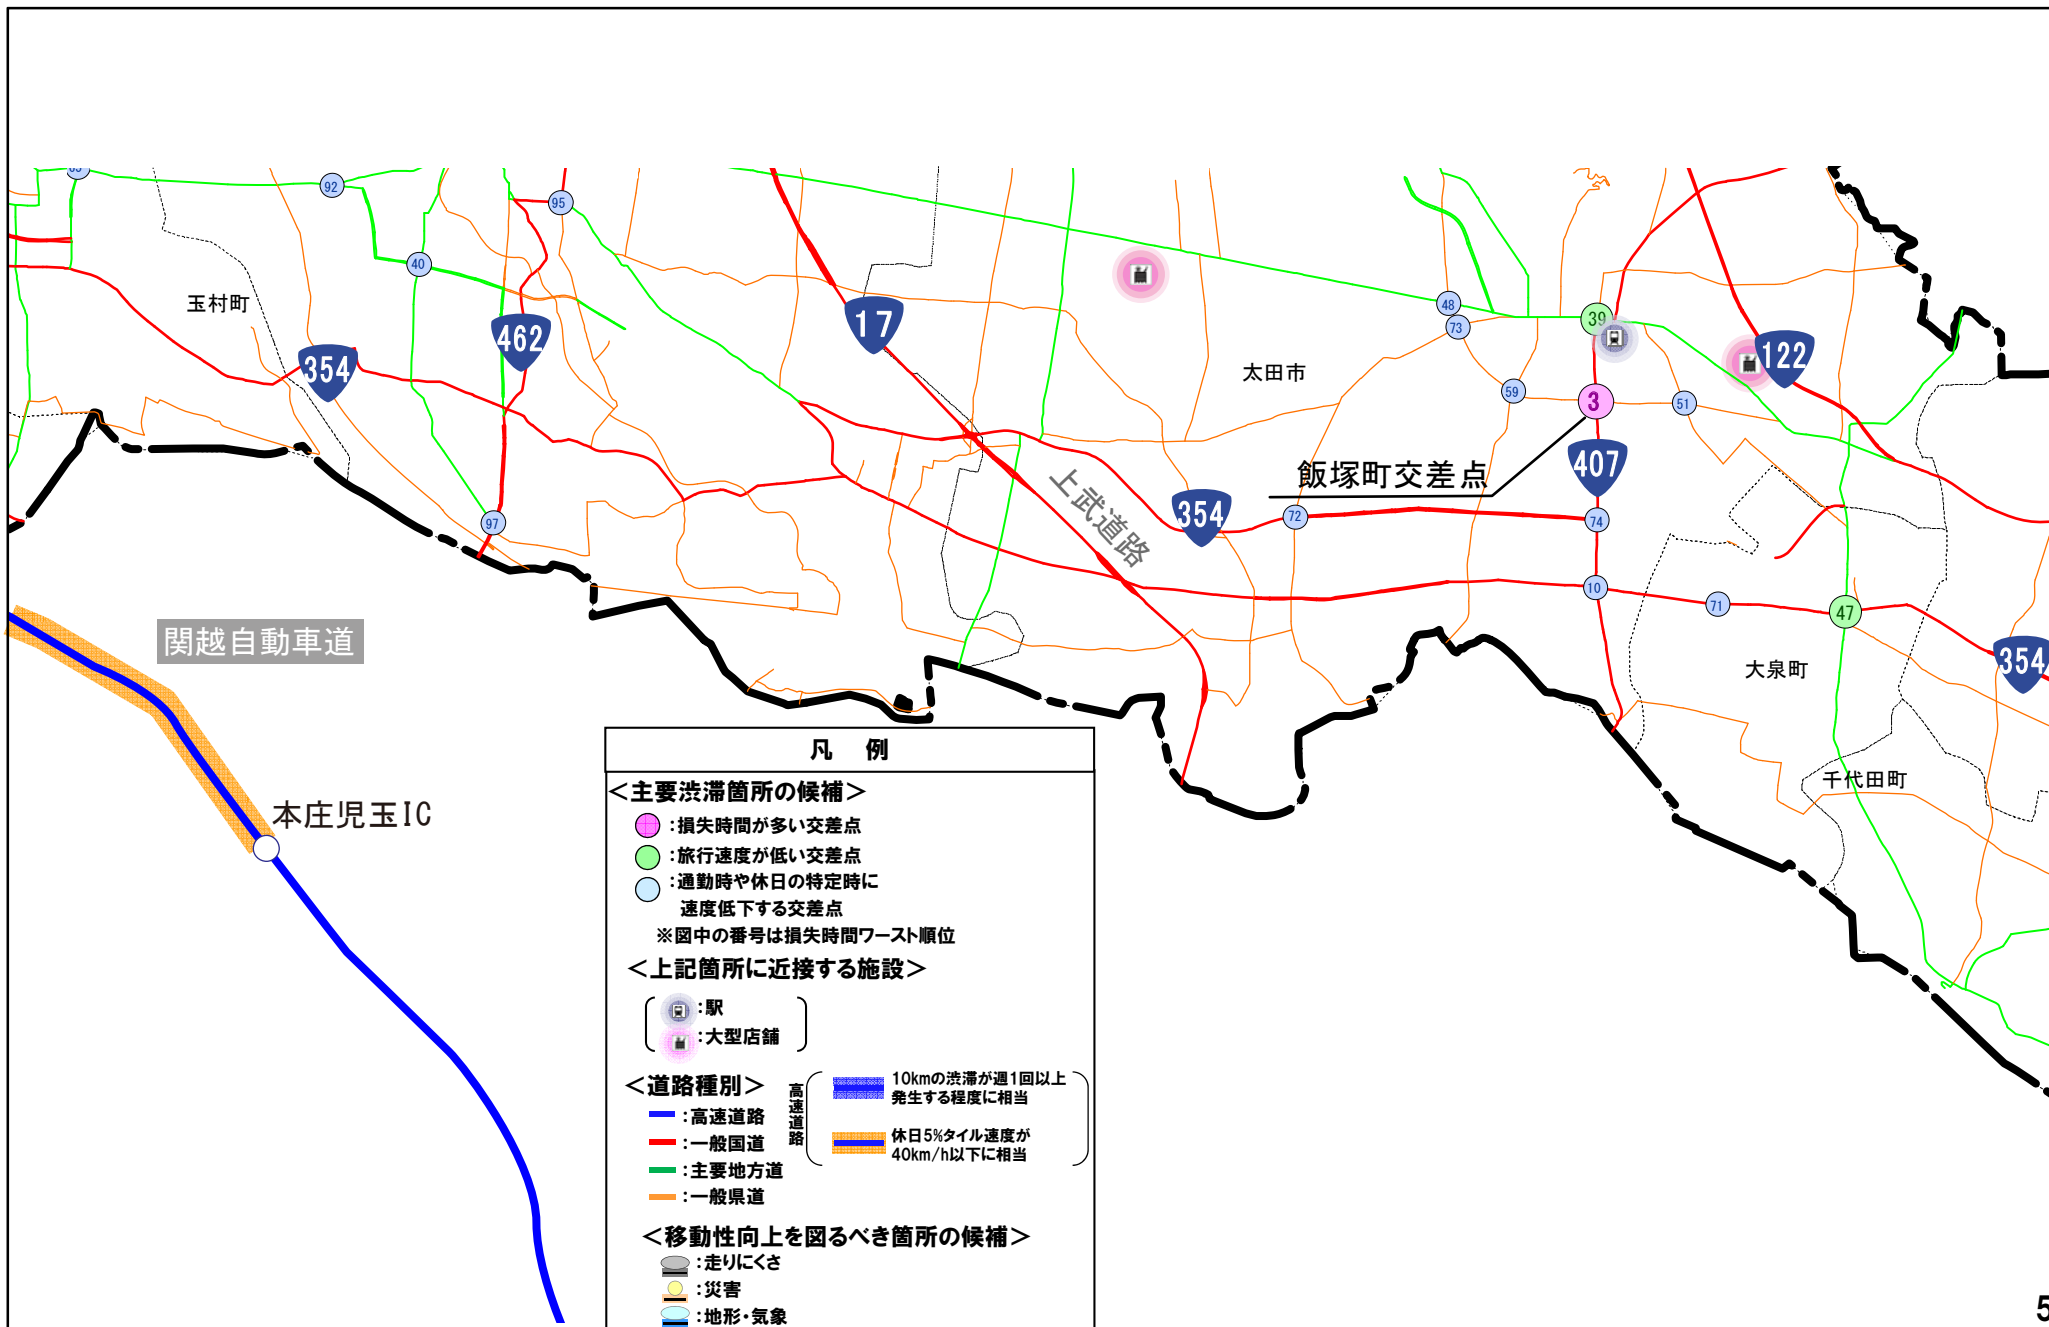 92
95
40
玉村町
354
462
17
48
73
39
122
太田市
59
3
51
407
飯塚町交差点
上武道路
354
72
74
97
10
71
47
関越自動車道
大泉町
354
千代田町
本庄児玉IC
凡 例
<主要渋滞箇所の候補>
:損失時間が多い交差点
:旅行速度が低い交差点
:通勤時や休日の特定時に
速度低下する交差点
※図中の番号は損失時間ワースト順位
<上記箇所に近接する施設>
:駅
:大型店舗
<道路種別>
:高速道路
:一般国道
:主要地方道
:一般県道
高速道路
10kmの渋滞が週1回以上
発生する程度に相当
休日5%タイル速度が
40km/h以下に相当
<移動性向上を図るべき箇所の候補>
:走りにくさ
:災害
:地形・気象
5